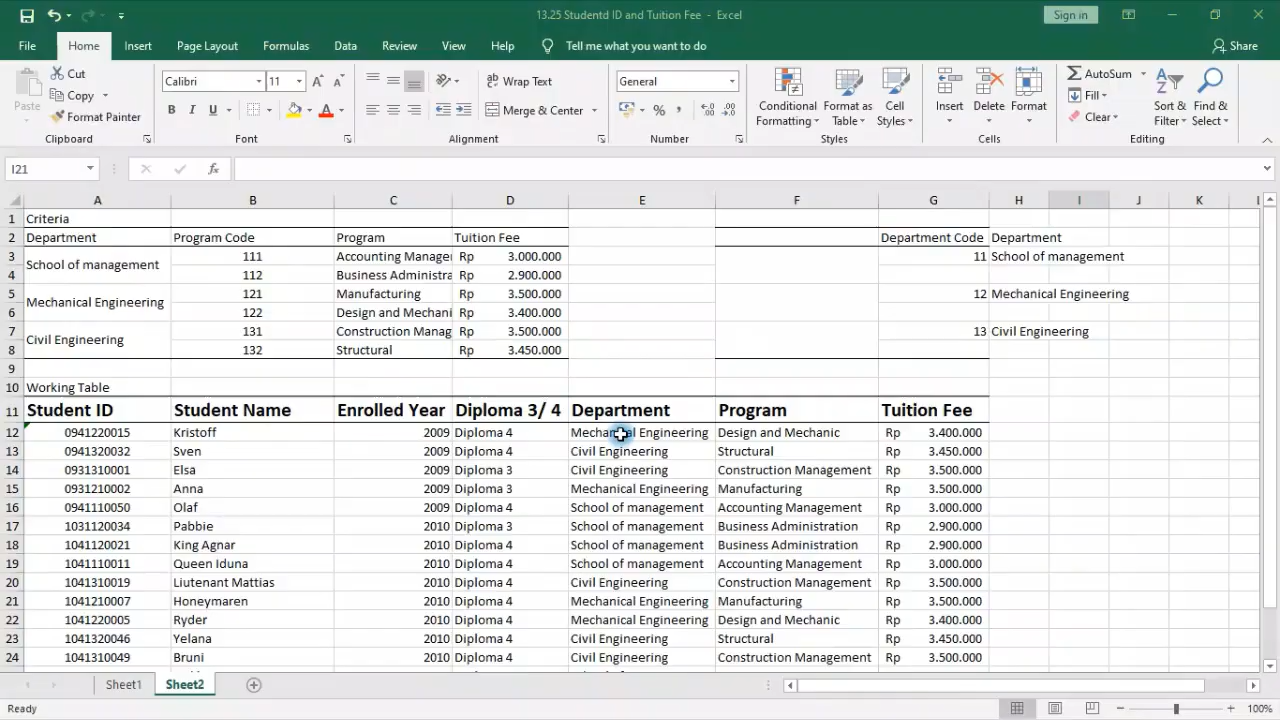 13.25 Studentd ID and Tuition Fee - Excel
Sign in
File Home Insert Page Layout Formulas Data Review View Help Tell me what you want to do Share
Paste Cut Copy Format Painter Clipboard
Calibri 11 B I U Font
Wrap Text Merge & Center Alignment
General % Number
Conditional Formatting Format as Table Cell Styles Styles
Insert Delete Format Cells
AutoSum Fill Clear Sort & Filter Find & Select Editing
I21 fx
A B C D E F G H I J K L
1 Criteria
2 Department Program Code Program Tuition Fee Department Code Department
3 School of management 111 Accounting Manager Rp 3.000.000 11 School of management
4 112 Business Administra Rp 2.900.000
5 Mechanical Engineering 121 Manufacturing Rp 3.500.000 12 Mechanical Engineering
6 122 Design and Mechani Rp 3.400.000
7 Civil Engineering 131 Construction Manag Rp 3.500.000 13 Civil Engineering
8 132 Structural Rp 3.450.000
9
10 Working Table
11 Student ID Student Name Enrolled Year Diploma 3/ 4 Department Program Tuition Fee
12 0941220015 Kristoff 2009 Diploma 4 Mechanical Engineering Design and Mechanic Rp 3.400.000
13 0941320032 Sven 2009 Diploma 4 Civil Engineering Structural Rp 3.450.000
14 0931310001 Elsa 2009 Diploma 3 Civil Engineering Construction Management Rp 3.500.000
15 0931210002 Anna 2009 Diploma 3 Mechanical Engineering Manufacturing Rp 3.500.000
16 0941110050 Olaf 2009 Diploma 4 School of management Accounting Management Rp 3.000.000
17 1031120034 Pabbie 2010 Diploma 3 School of management Business Administration Rp 2.900.000
18 1041120021 King Agnar 2010 Diploma 4 School of management Business Administration Rp 2.900.000
19 1041110011 Queen Iduna 2010 Diploma 4 School of management Accounting Management Rp 3.000.000
20 1041310019 Liutenant Mattias 2010 Diploma 4 Civil Engineering Construction Management Rp 3.500.000
21 1041210007 Honeymaren 2010 Diploma 4 Mechanical Engineering Manufacturing Rp 3.500.000
22 1041220005 Ryder 2010 Diploma 4 Mechanical Engineering Design and Mechanic Rp 3.400.000
23 1041320046 Yelana 2010 Diploma 4 Civil Engineering Structural Rp 3.450.000
24 1041310049 Bruni 2010 Diploma 4 Civil Engineering Construction Management Rp 3.500.000
Sheet1 Sheet2
Ready 100%